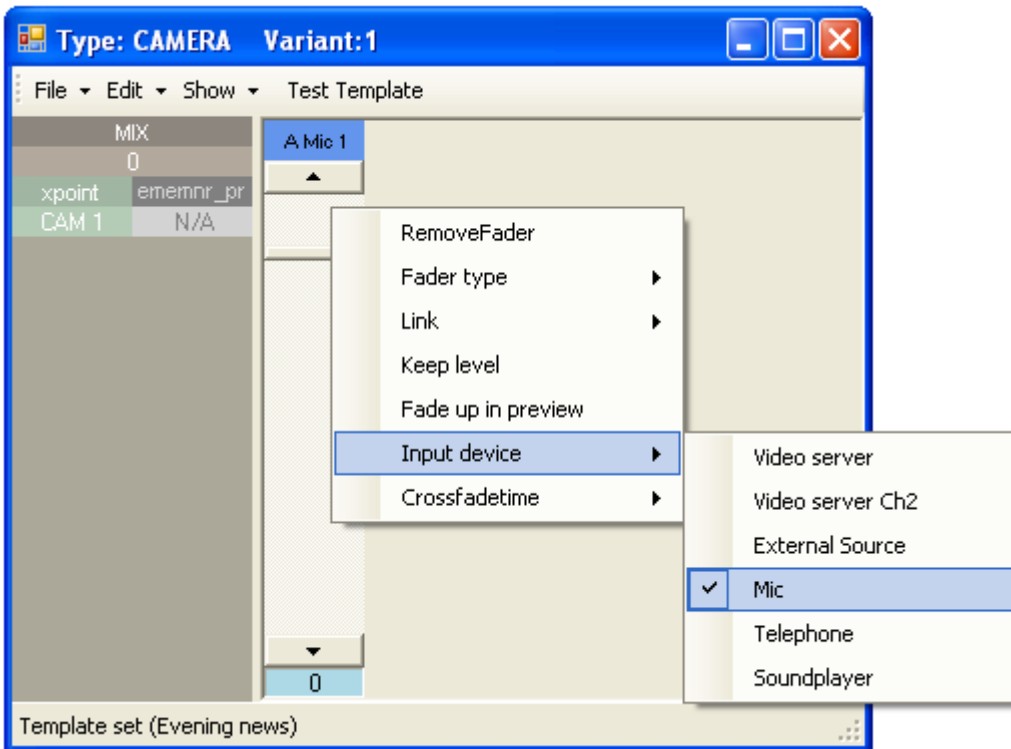 Type: CAMERA Variant:1
File Edit Show Test Template
MIX
0
xpoint ememnr_pr
CAM 1 N/A
A Mic 1
RemoveFader
Fader type
Link
Keep level
Fade up in preview
Input device
Crossfadetime
Video server
Video server Ch2
External Source
Mic
Telephone
Soundplayer
0
Template set (Evening news)